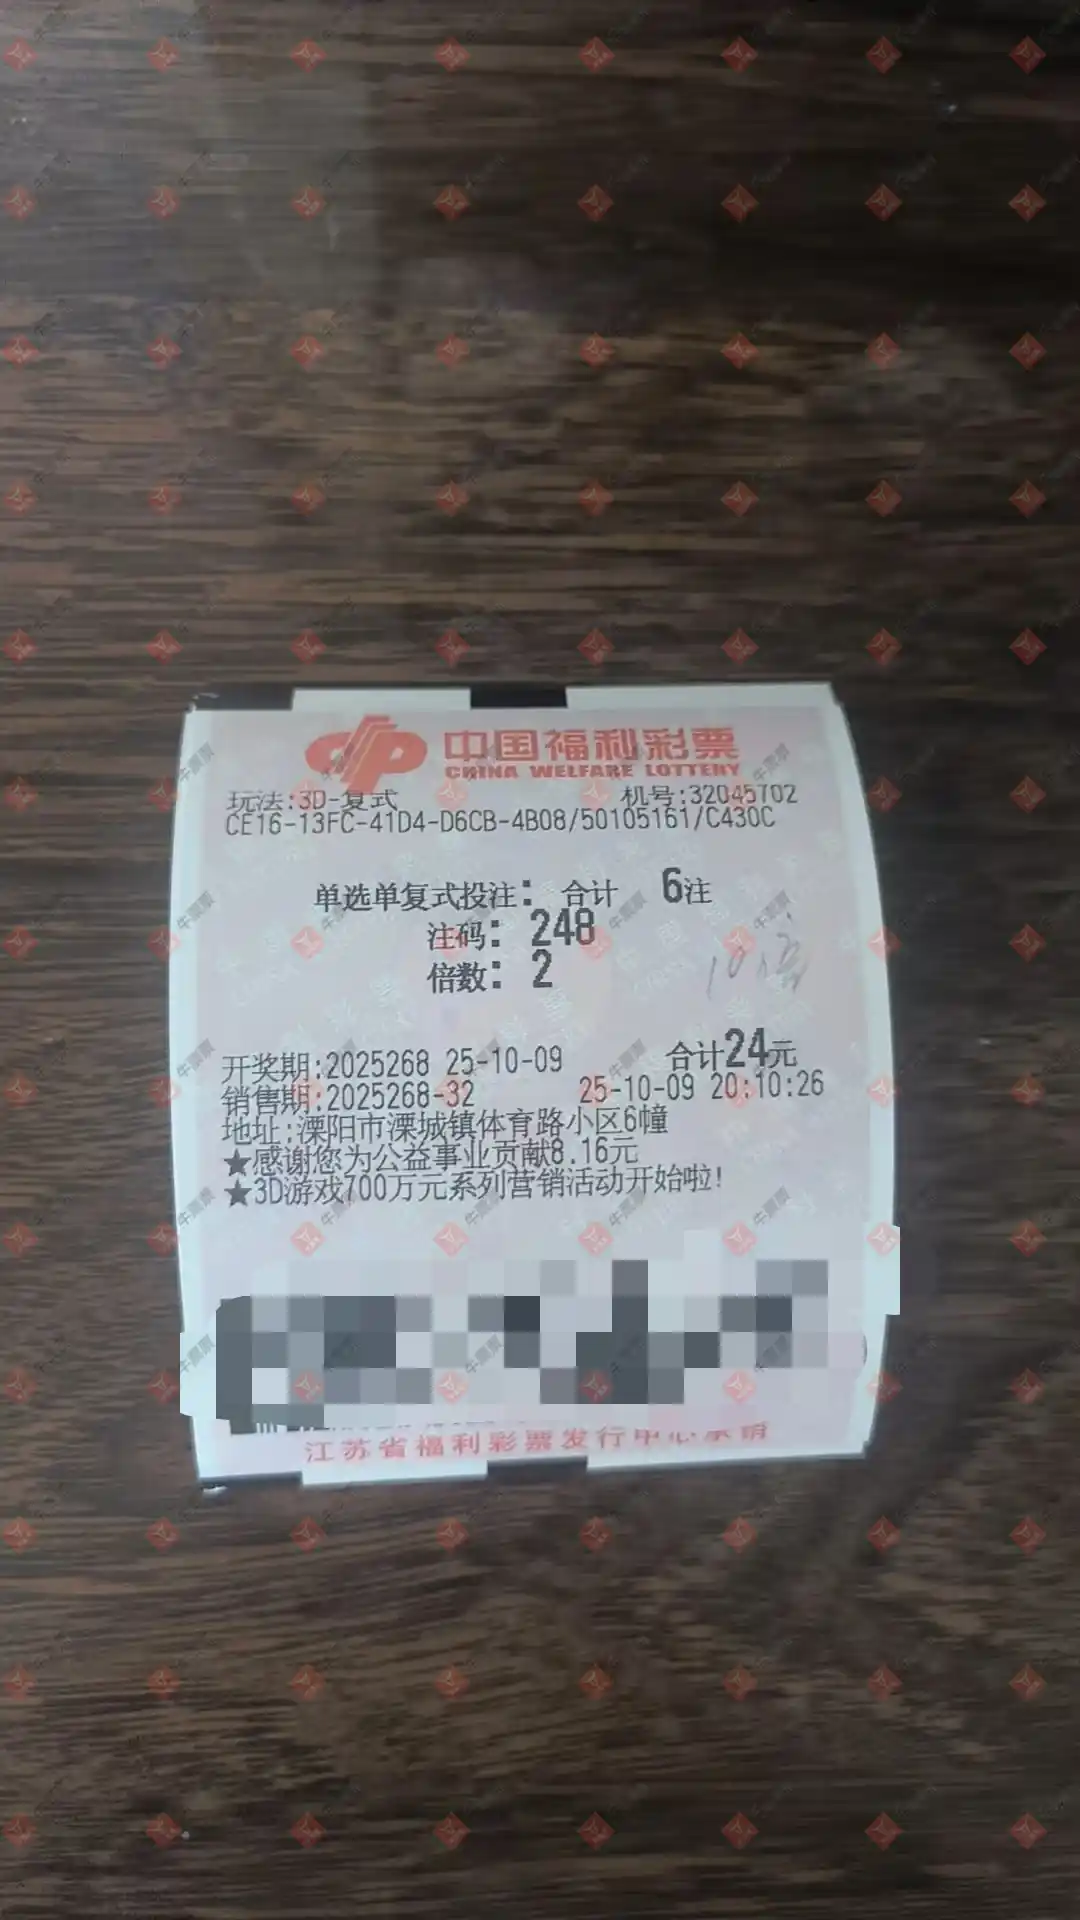 中国福利彩票
CHINA WELFARE LOTTERY
玩法:3D-复式 机号:32045702
CE16-13FC-41D4-D6CB-4B08/50105161/C430C
单选单复式投注: 合计 6注
注码: 248
倍数: 2
10倍
开奖期:2025268 25-10-09 合计24元
销售期:2025268-32 25-10-09 20:10:26
地址:溧阳市溧城镇体育路小区6幢
★感谢您为公益事业贡献8.16元
★3D游戏700万元系列营销活动开始啦!
江苏省福利彩票发行中心承销
牛票票